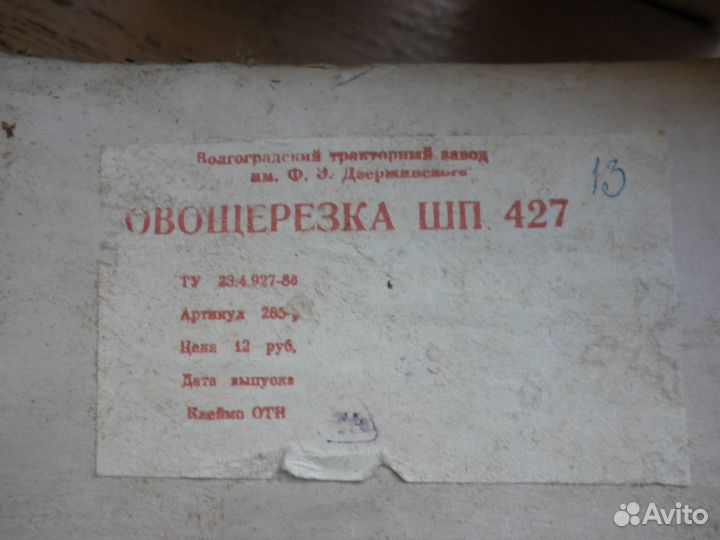 Волгоградский тракторный завод
им. Ф. Э. Дзержинского
13
ОВОЩЕРЕЗКА ШП 427
ТУ 23.4.927-86
Артикул 265-
Цена 12 руб.
Дата выпуска
Клеймо ОТК
Avito